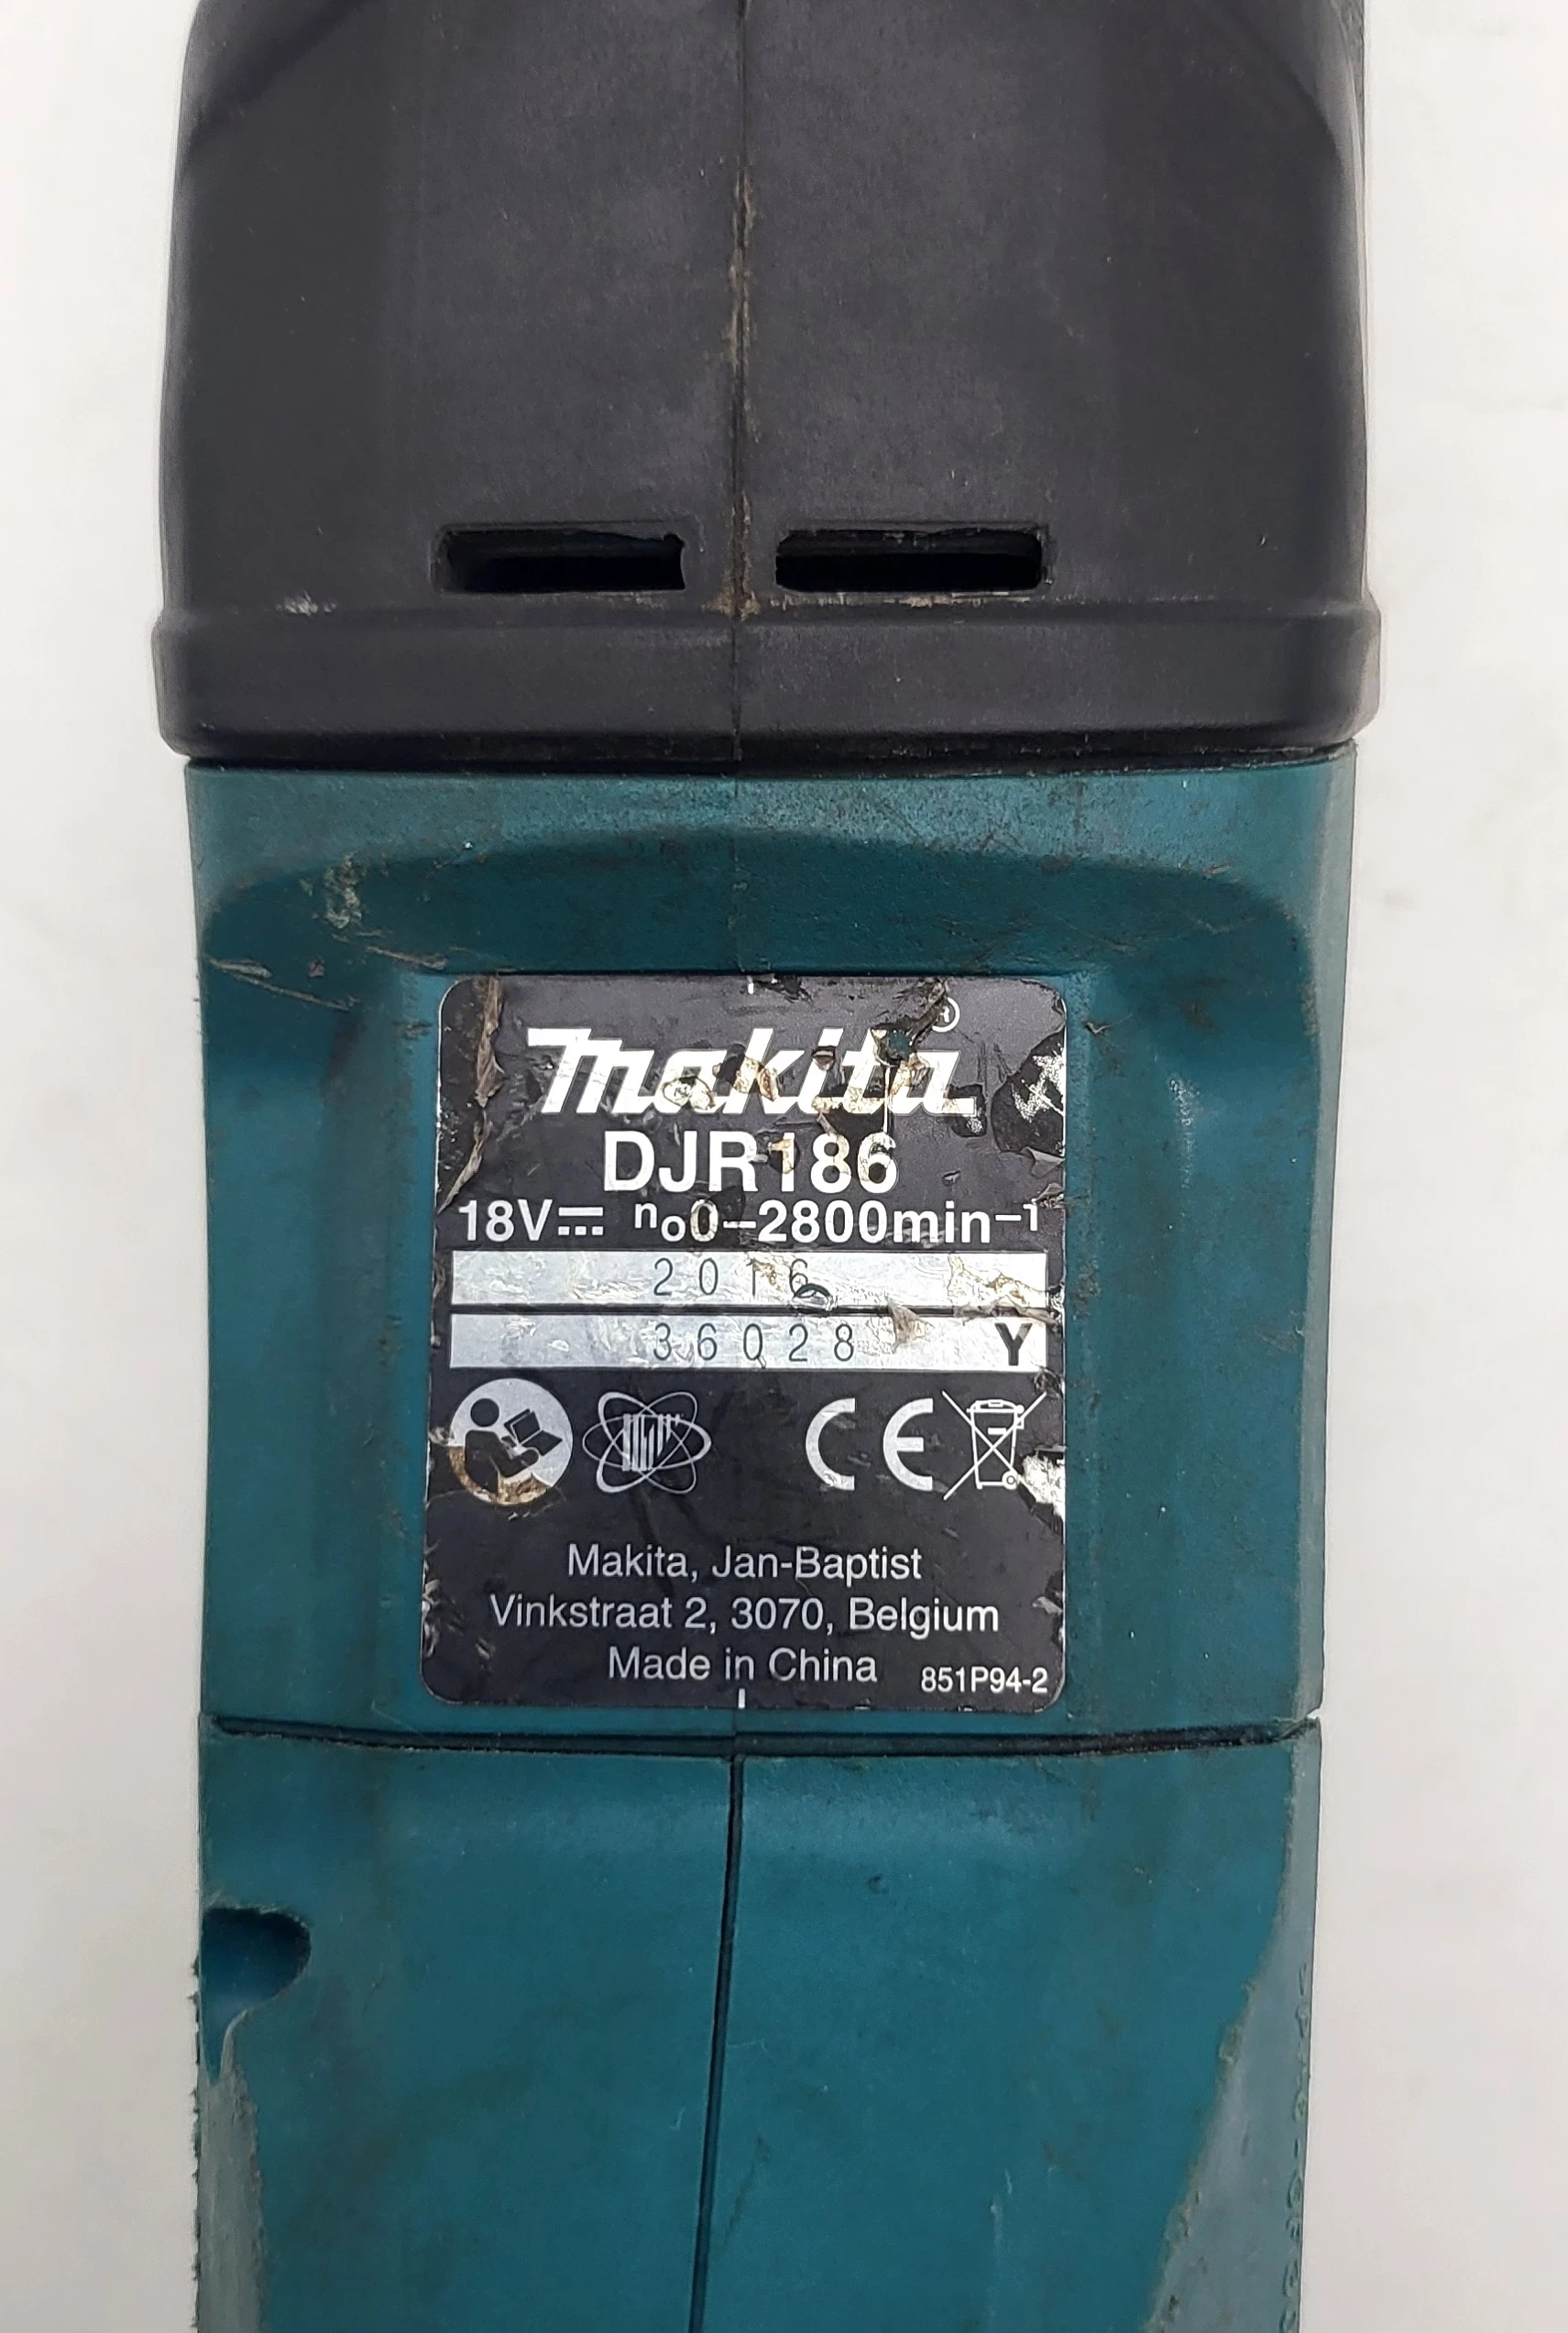 Makita®
DJR186
18V⎓ n₀0–2800min⁻¹
2016
36028 Y
CE
Makita, Jan-Baptist
Vinkstraat 2, 3070, Belgium
Made in China 851P94-2